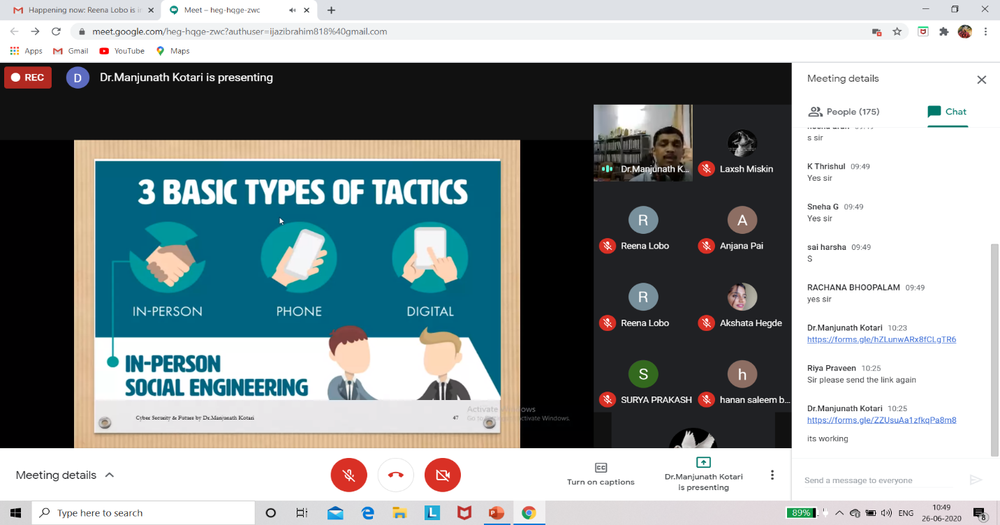 Happening now: Reena Lobo is in
Meet – heg-hqge-zwc
meet.google.com/heg-hqge-zwc?authuser=ijazibrahim818%40gmail.com
Apps
Gmail
YouTube
Maps
REC
D
Dr.Manjunath Kotari is presenting
3 BASIC TYPES OF TACTICS
IN-PERSON
PHONE
DIGITAL
IN-PERSON
SOCIAL ENGINEERING
Cyber Security & Future by Dr.Manjunath Kotari
47
Activate
Go to
activate Windows.
Dr.Manjunath K...
Laxsh Miskin
R
Reena Lobo
A
Anjana Pai
R
Reena Lobo
Akshata Hegde
S
SURYA PRAKASH
h
hanan saleem b...
Meeting details
People (175)
Chat
s sir
K Thrishul 09:49
Yes sir
Sneha G 09:49
Yes sir
sai harsha 09:49
S
RACHANA BHOOPALAM 09:49
yes sir
Dr.Manjunath Kotari 10:23
https://forms.gle/hZLunwARx8fCLgTR6
Riya Praveen 10:25
Sir please send the link again
Dr.Manjunath Kotari 10:25
https://forms.gle/ZZUsuAa1zfkqPa8m8
its working
Send a message to everyone
Meeting details
Turn on captions
Dr.Manjunath Kotari
is presenting
Type here to search
L
P
89%
ENG
10:49
26-06-2020
8